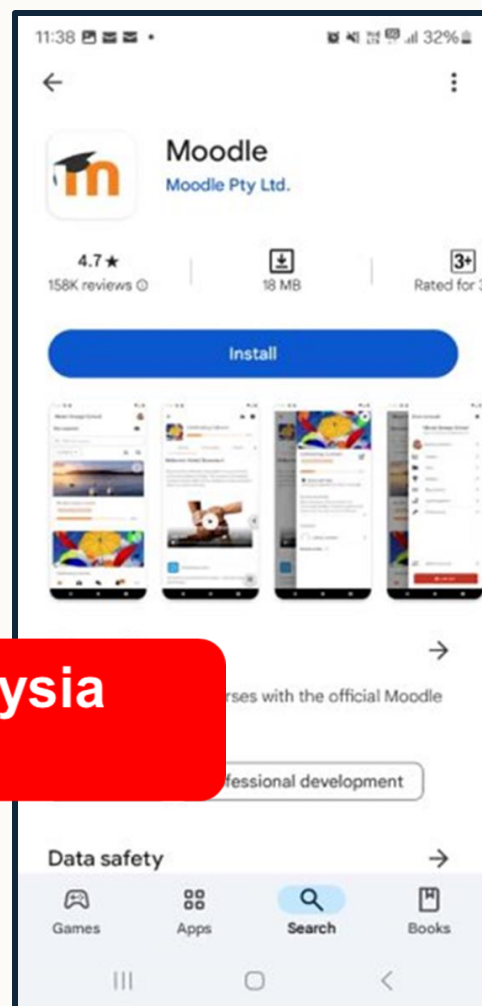 11:38
32%
Moodle
Moodle Pty Ltd.
4.7★
158K reviews
18 MB
3+
Rated for 3
Install
ysia
rses with the official Moodle
fessional development
Data safety
Games
Apps
Search
Books